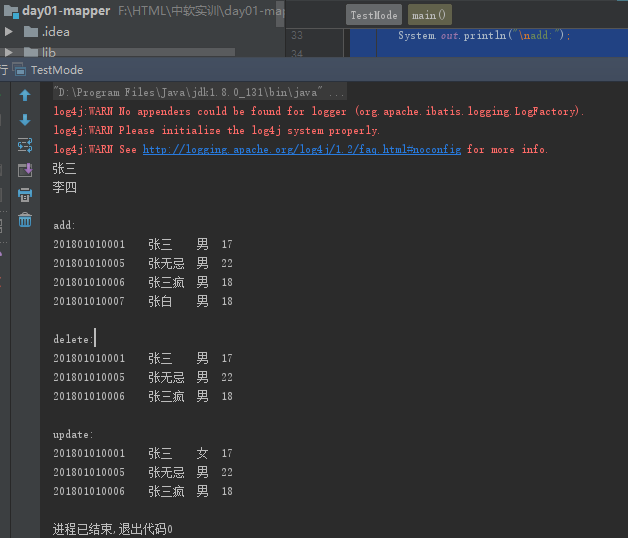 day01-mapper F:\HTML\中软实训\day01-map
.idea
lib
TestMode main()
33 System.out.println("\nadd:");
34
行 TestMode
"D:\Program Files\Java\jdk1.8.0_131\bin\java" ...
log4j:WARN No appenders could be found for logger (org.apache.ibatis.logging.LogFactory).
log4j:WARN Please initialize the log4j system properly.
log4j:WARN See http://logging.apache.org/log4j/1.2/faq.html#noconfig for more info.
张三
李四
add:
201801010001 张三 男 17
201801010005 张无忌 男 22
201801010006 张三疯 男 18
201801010007 张白 男 18
delete:
201801010001 张三 男 17
201801010005 张无忌 男 22
201801010006 张三疯 男 18
update:
201801010001 张三 女 17
201801010005 张无忌 男 22
201801010006 张三疯 男 18
进程已结束,退出代码0